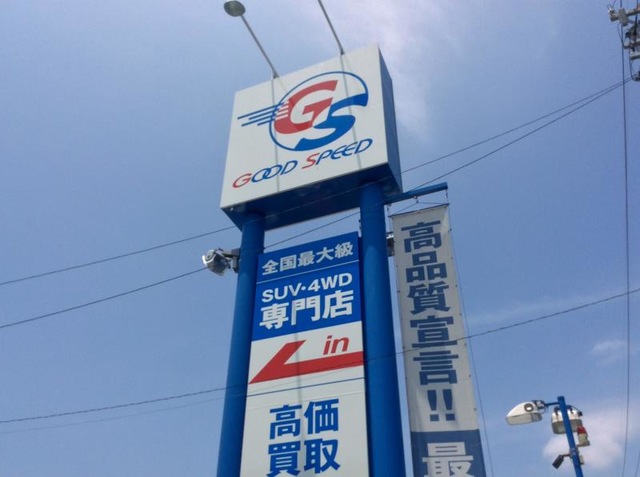 GS
GOOD SPEED
全国最大級
SUV・4WD
専門店
in
高価
買取
高品質宣言!!
最